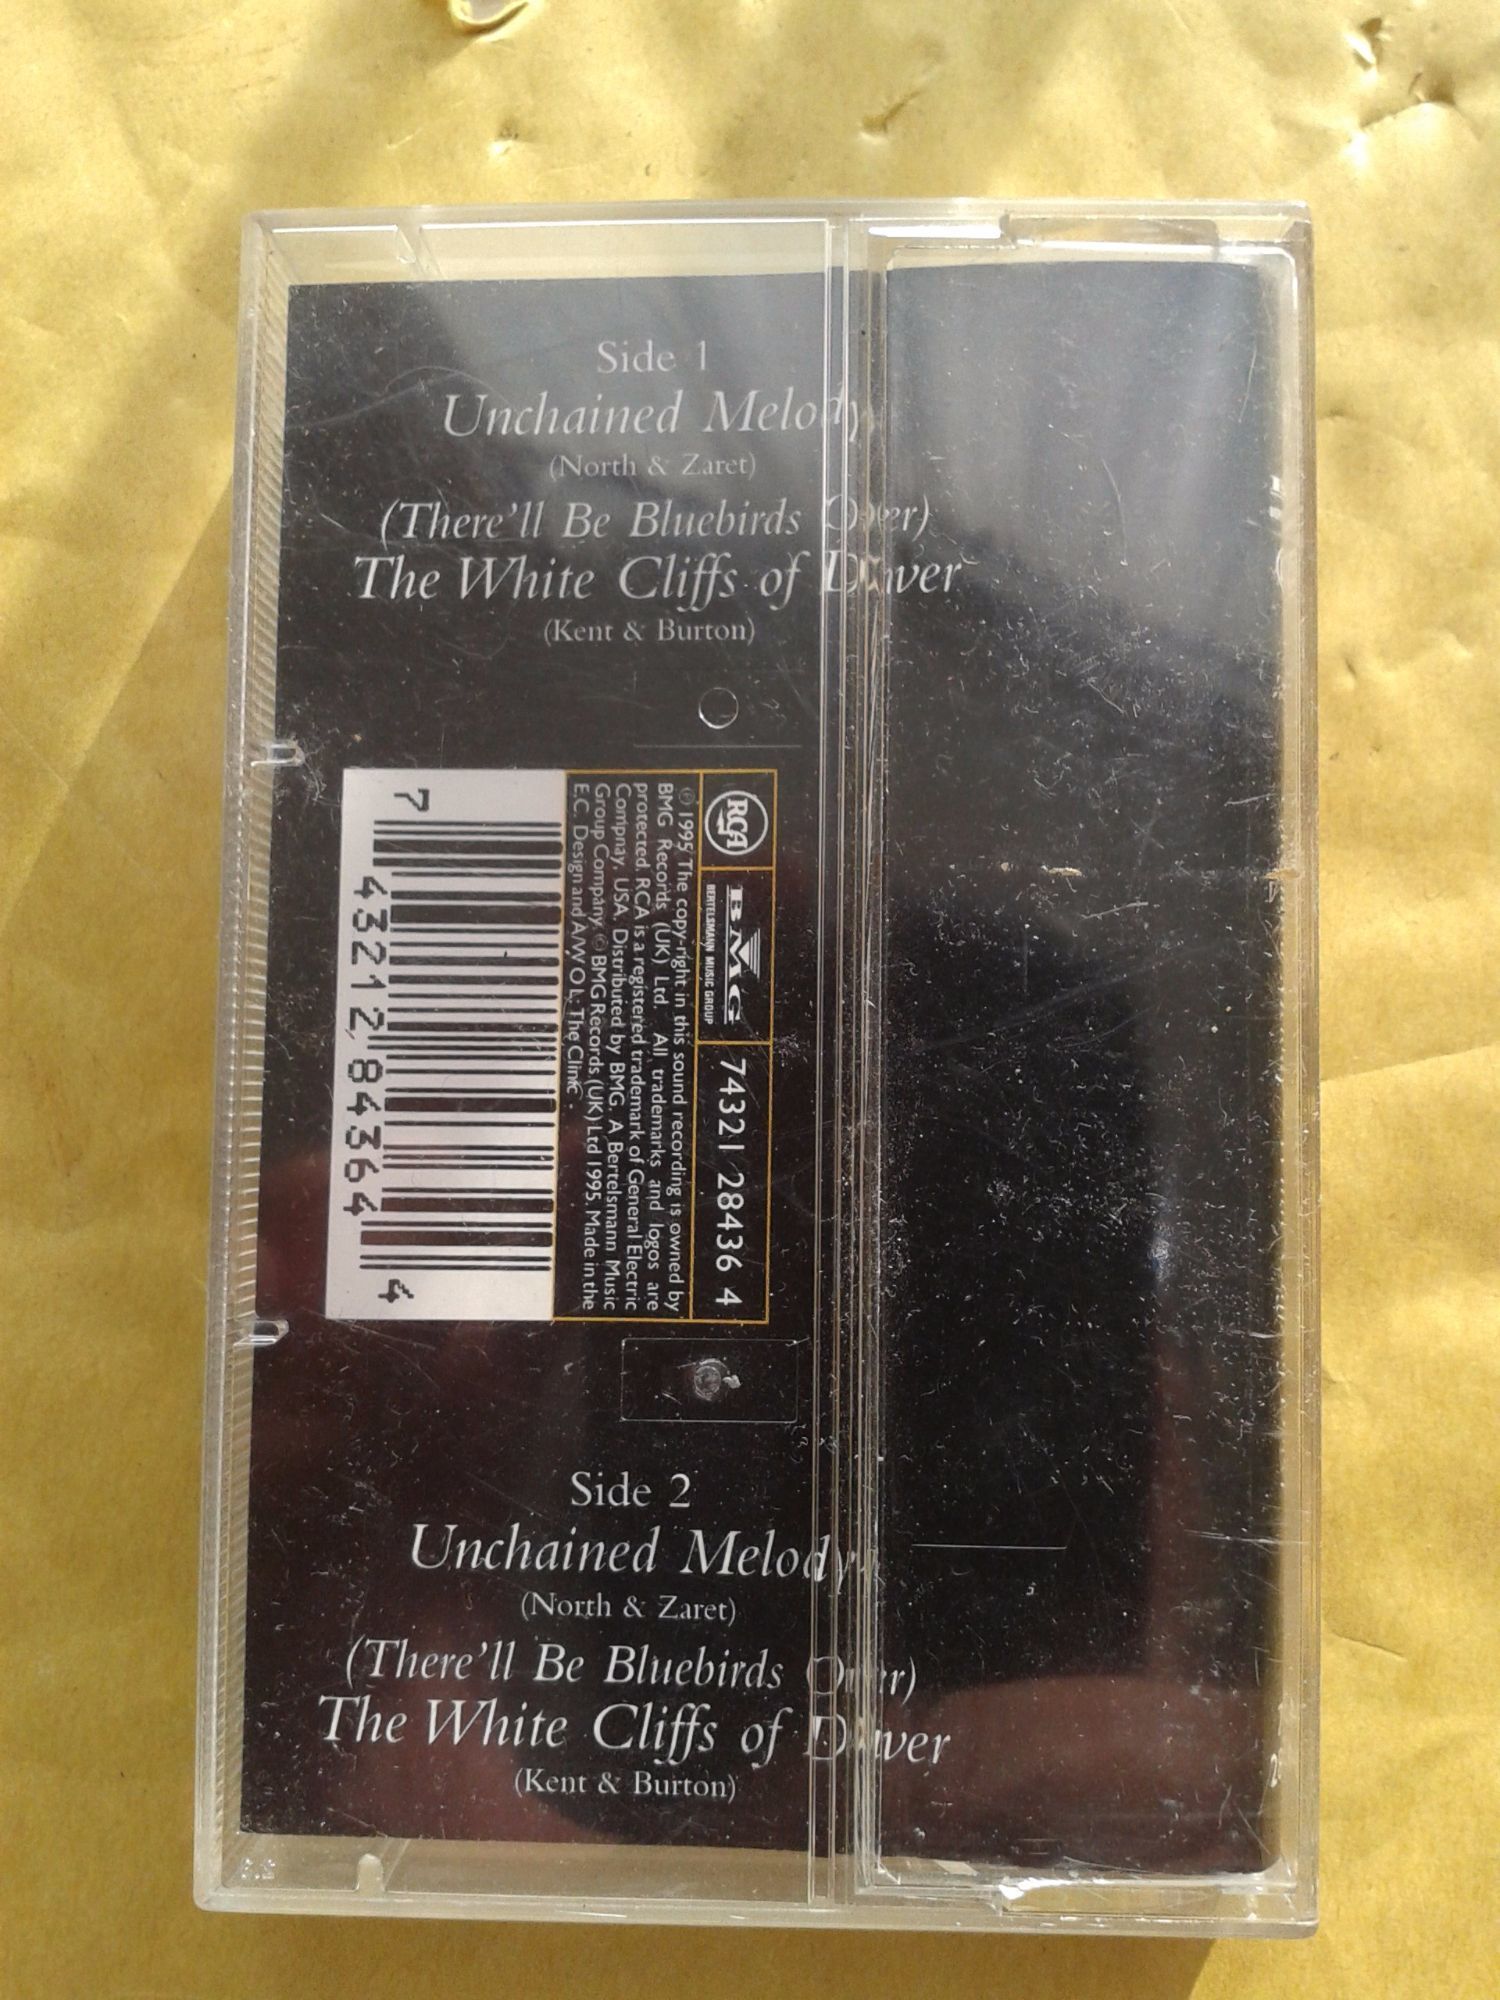 Side 1
Unchained Melody
(North & Zaret)
(There'll Be Bluebirds Over)
The White Cliffs of Dover
(Kent & Burton)
RCA
BMG
BERTELSMANN MUSIC GROUP
74321 28436 4
℗ 1995 The copy-right in this sound recording is owned by
BMG Records (UK) Ltd. All trademarks and logos are
protected. RCA is a registered trademark of General Electric
Compnay, USA. Distributed by BMG. A Bertelsmann Music
Group Company. © BMG Records (UK) Ltd 1995. Made in the
E.C. Design and A/W O L: The Clinic.
7 43212 84364 4
Side 2
Unchained Melody
(North & Zaret)
(There'll Be Bluebirds Over)
The White Cliffs of Dover
(Kent & Burton)